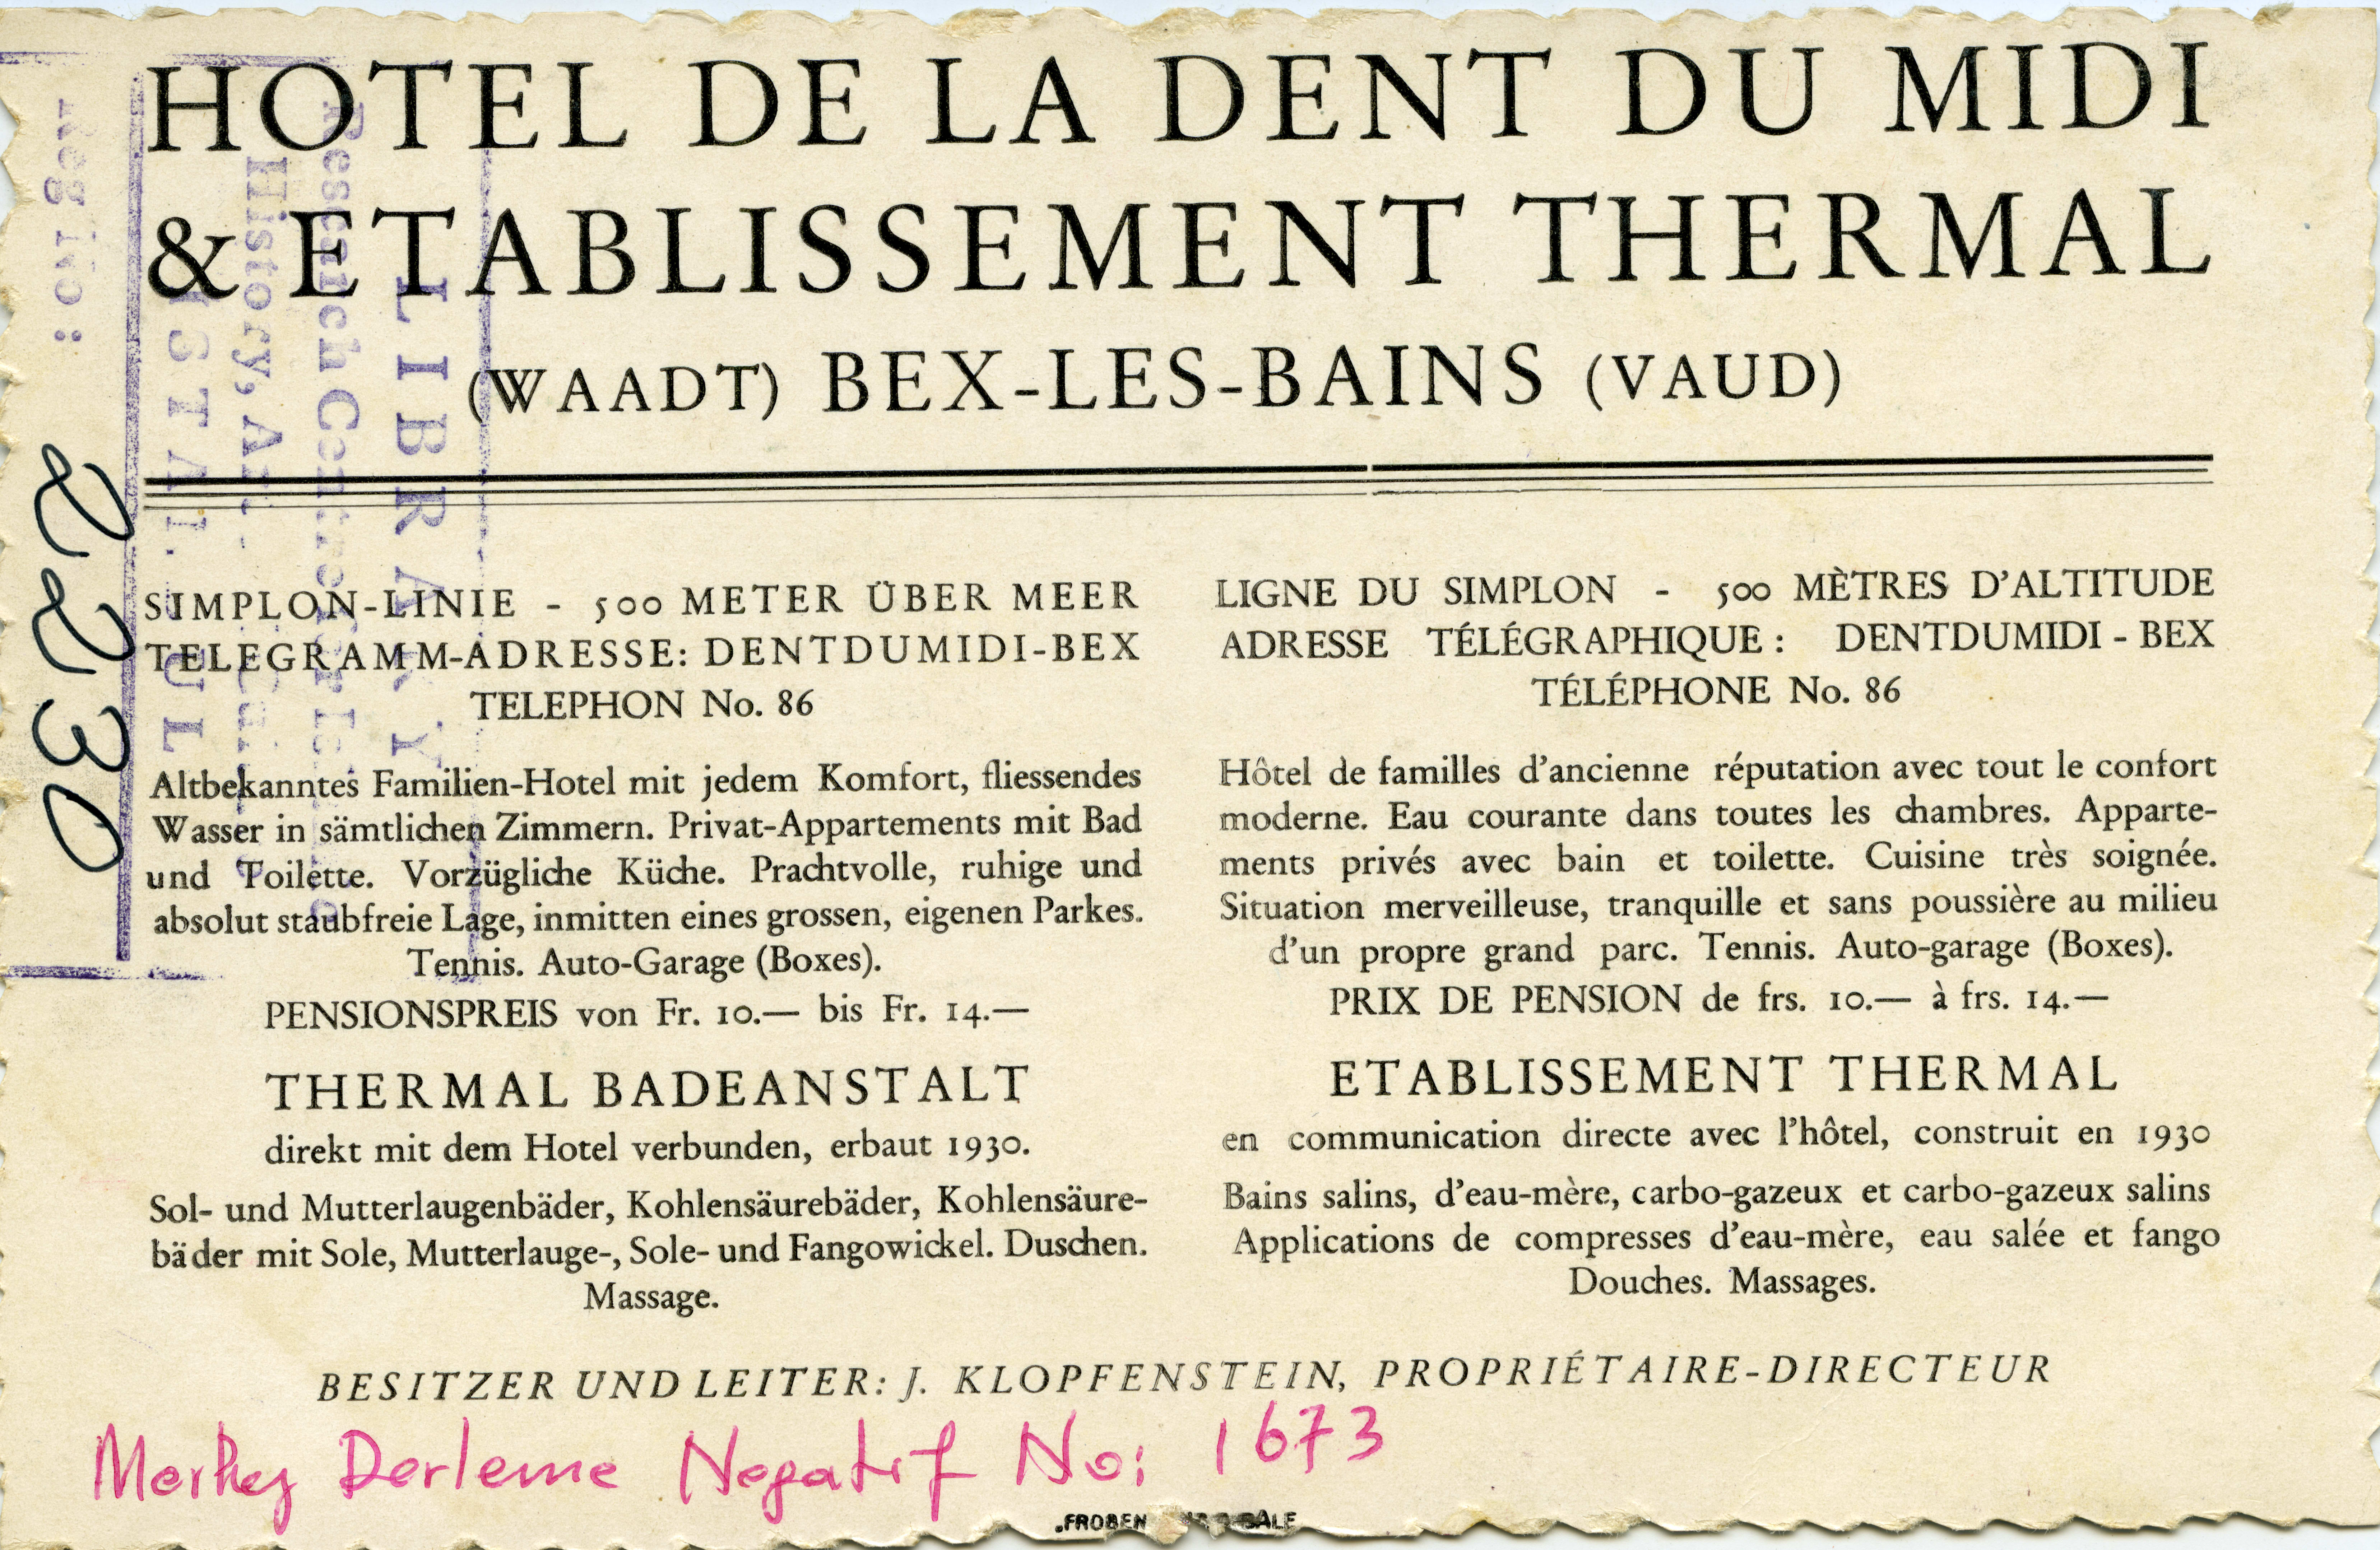 HOTEL DE LA DENT DU MIDI
& ETABLISSEMENT THERMAL
(WAADT) BEX-LES-BAINS (VAUD)
SIMPLON-LINIE - 500 METER ÜBER MEER
TELEGRAMM-ADRESSE: DENTDUMIDI-BEX
TELEPHON No. 86
Altbekanntes Familien-Hotel mit jedem Komfort, fliessendes
Wasser in sämtlichen Zimmern. Privat-Appartements mit Bad
und Toilette. Vorzügliche Küche. Prachtvolle, ruhige und
absolut staubfreie Lage, inmitten eines grossen, eigenen Parkes.
Tennis. Auto-Garage (Boxes).
PENSIONSPREIS von Fr. 10.— bis Fr. 14.—
THERMAL BADEANSTALT
direkt mit dem Hotel verbunden, erbaut 1930.
Sol- und Mutterlaugenbäder, Kohlensäurebäder, Kohlensäure-
bäder mit Sole, Mutterlauge-, Sole- und Fangowickel. Duschen.
Massage.
LIGNE DU SIMPLON - 500 MÈTRES D'ALTITUDE
ADRESSE TÉLÉGRAPHIQUE : DENTDUMIDI - BEX
TÉLÉPHONE No. 86
Hôtel de familles d'ancienne réputation avec tout le confort
moderne. Eau courante dans toutes les chambres. Apparte-
ments privés avec bain et toilette. Cuisine très soignée.
Situation merveilleuse, tranquille et sans poussière au milieu
d'un propre grand parc. Tennis. Auto-garage (Boxes).
PRIX DE PENSION de frs. 10.— à frs. 14.—
ETABLISSEMENT THERMAL
en communication directe avec l'hôtel, construit en 1930
Bains salins, d'eau-mère, carbo-gazeux et carbo-gazeux salins
Applications de compresses d'eau-mère, eau salée et fango
Douches. Massages.
BESITZER UND LEITER: J. KLOPFENSTEIN, PROPRIÉTAIRE-DIRECTEUR
Merkez Derleme Negatif No: 1673
FROBEN BALE
LIBRARY
Research Centre
History,
Reg No:
2230